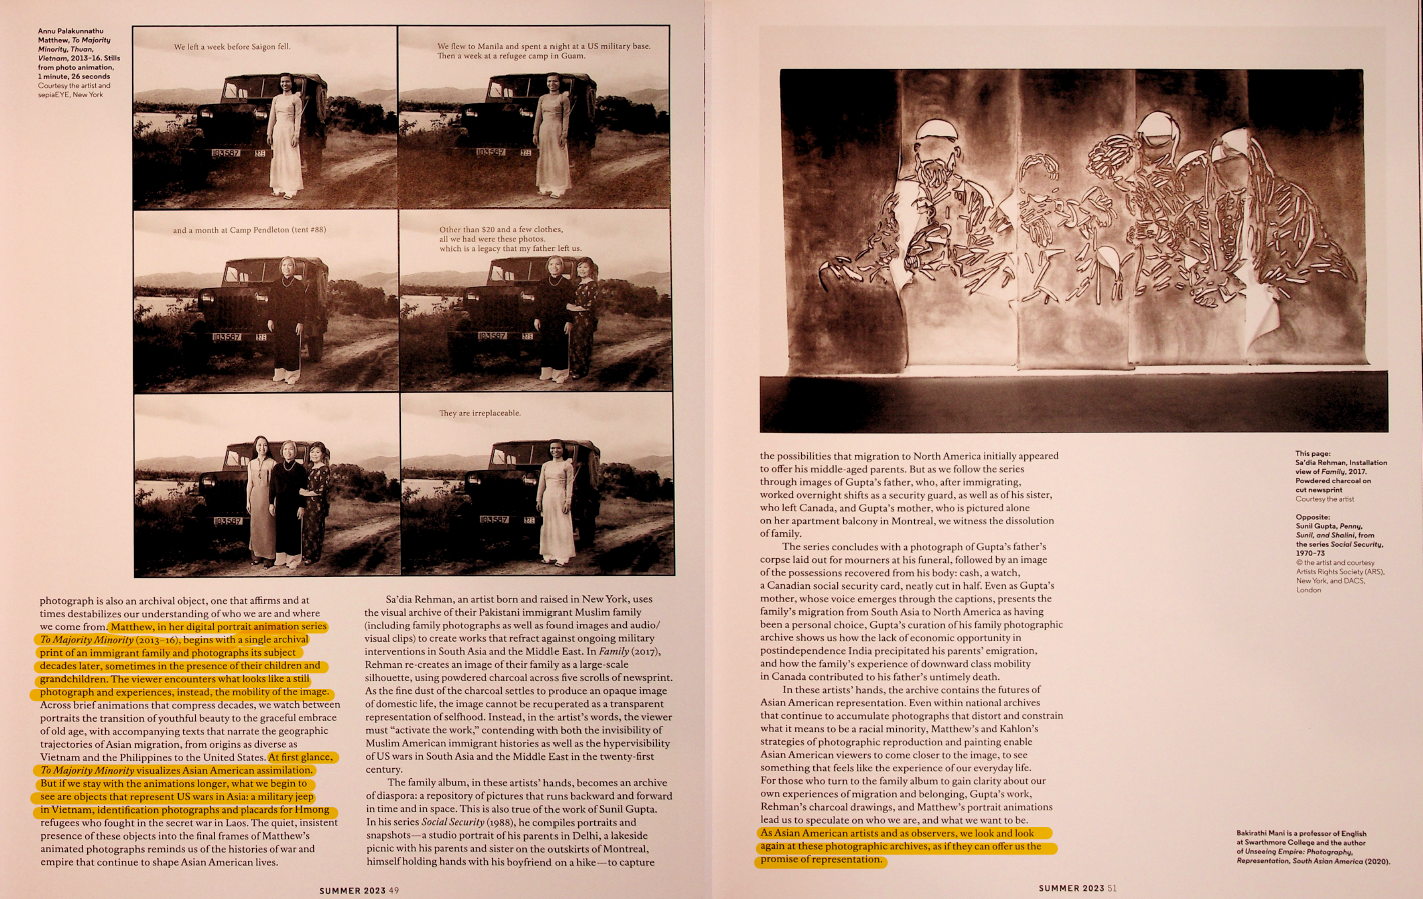 Annu Palakunnathu
Matthew, To Majority
Minority, Thuan,
Vietnam, 2013–16. Stills
from photo animation,
1 minute, 26 seconds
Courtesy the artist and
sepiaEYE, New York
We left a week before Saigon fell.
We flew to Manila and spent a night at a US military base.
Then a week at a refugee camp in Guam.
and a month at Camp Pendleton (tent #88)
Other than $20 and a few clothes,
all we had were these photos.
which is a legacy that my father left us.
They are irreplaceable.
photograph is also an archival object, one that affirms and at
times destabilizes our understanding of who we are and where
we come from. Matthew, in her digital portrait animation series
To Majority Minority (2013–16), begins with a single archival
print of an immigrant family and photographs its subject
decades later, sometimes in the presence of their children and
grandchildren. The viewer encounters what looks like a still
photograph and experiences, instead, the mobility of the image.
Across brief animations that compress decades, we watch between
portraits the transition of youthful beauty to the graceful embrace
of old age, with accompanying texts that narrate the geographic
trajectories of Asian migration, from origins as diverse as
Vietnam and the Philippines to the United States. At first glance,
To Majority Minority visualizes Asian American assimilation.
But if we stay with the animations longer, what we begin to
see are objects that represent US wars in Asia: a military jeep
in Vietnam, identification photographs and placards for Hmong
refugees who fought in the secret war in Laos. The quiet, insistent
presence of these objects into the final frames of Matthew's
animated photographs reminds us of the histories of war and
empire that continue to shape Asian American lives.
Sa'dia Rehman, an artist born and raised in New York, uses
the visual archive of their Pakistani immigrant Muslim family
(including family photographs as well as found images and audio/
visual clips) to create works that refract against ongoing military
interventions in South Asia and the Middle East. In Family (2017),
Rehman re-creates an image of their family as a large-scale
silhouette, using powdered charcoal across five scrolls of newsprint.
As the fine dust of the charcoal settles to produce an opaque image
of domestic life, the image cannot be recuperated as a transparent
representation of selfhood. Instead, in the artist's words, the viewer
must "activate the work," contending with both the invisibility of
Muslim American immigrant histories as well as the hypervisibility
of US wars in South Asia and the Middle East in the twenty-first
century.
The family album, in these artists' hands, becomes an archive
of diaspora: a repository of pictures that runs backward and forward
in time and in space. This is also true of the work of Sunil Gupta.
In his series Social Security (1988), he compiles portraits and
snapshots—a studio portrait of his parents in Delhi, a lakeside
picnic with his parents and sister on the outskirts of Montreal,
himself holding hands with his boyfriend on a hike—to capture
SUMMER 2023 49
the possibilities that migration to North America initially appeared
to offer his middle-aged parents. But as we follow the series
through images of Gupta's father, who, after immigrating,
worked overnight shifts as a security guard, as well as of his sister,
who left Canada, and Gupta's mother, who is pictured alone
on her apartment balcony in Montreal, we witness the dissolution
of family.
The series concludes with a photograph of Gupta's father's
corpse laid out for mourners at his funeral, followed by an image
of the possessions recovered from his body: cash, a watch,
a Canadian social security card, neatly cut in half. Even as Gupta's
mother, whose voice emerges through the captions, presents the
family's migration from South Asia to North America as having
been a personal choice, Gupta's curation of his family photographic
archive shows us how the lack of economic opportunity in
postindependence India precipitated his parents' emigration,
and how the family's experience of downward class mobility
in Canada contributed to his father's untimely death.
In these artists' hands, the archive contains the futures of
Asian American representation. Even within national archives
that continue to accumulate photographs that distort and constrain
what it means to be a racial minority, Matthew's and Kahlon's
strategies of photographic reproduction and painting enable
Asian American viewers to come closer to the image, to see
something that feels like the experience of our everyday life.
For those who turn to the family album to gain clarity about our
own experiences of migration and belonging, Gupta's work,
Rehman's charcoal drawings, and Matthew's portrait animations
lead us to speculate on who we are, and what we want to be.
As Asian American artists and as observers, we look and look
again at these photographic archives, as if they can offer us the
promise of representation.
This page:
Sa'dia Rehman, Installation
view of Family, 2017.
Powdered charcoal on
cut newsprint
Courtesy the artist
Opposite:
Sunil Gupta, Penny,
Sunil, and Shalini, from
the series Social Security,
1970–73
© the artist and courtesy
Artists Rights Society (ARS),
New York, and DACS,
London
Bakirathi Mani is a professor of English
at Swarthmore College and the author
of Unseeing Empire: Photography,
Representation, South Asian America (2020).
SUMMER 2023 51